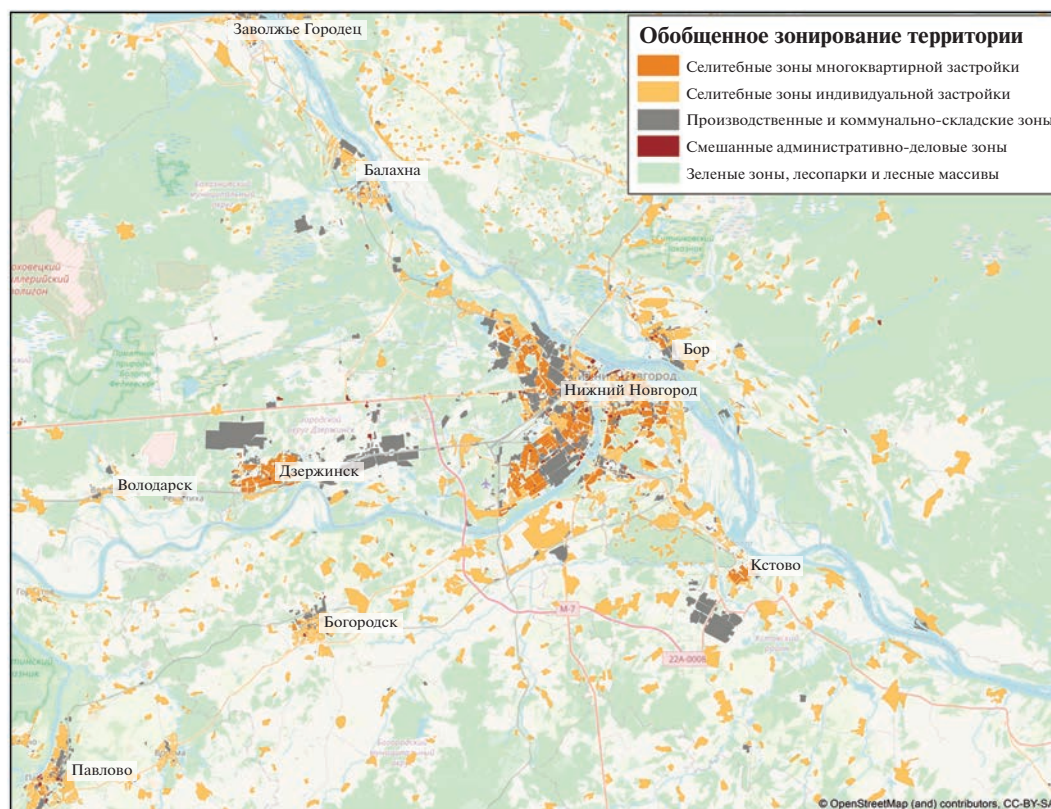 Заволжье Городец
Обобщенное зонирование территории
Селитебные зоны многоквартирной застройки
Селитебные зоны индивидуальной застройки
Производственные и коммунально-складские зоны
Смешанные административно-деловые зоны
Зеленые зоны, лесопарки и лесные массивы
Балахна
Бор
Нижний Новгород
Дзержинск
Володарск
Кстово
М-7
Богородск
22А-0008
Павлово
© OpenStreetMap (and) contributors, CC-BY-S